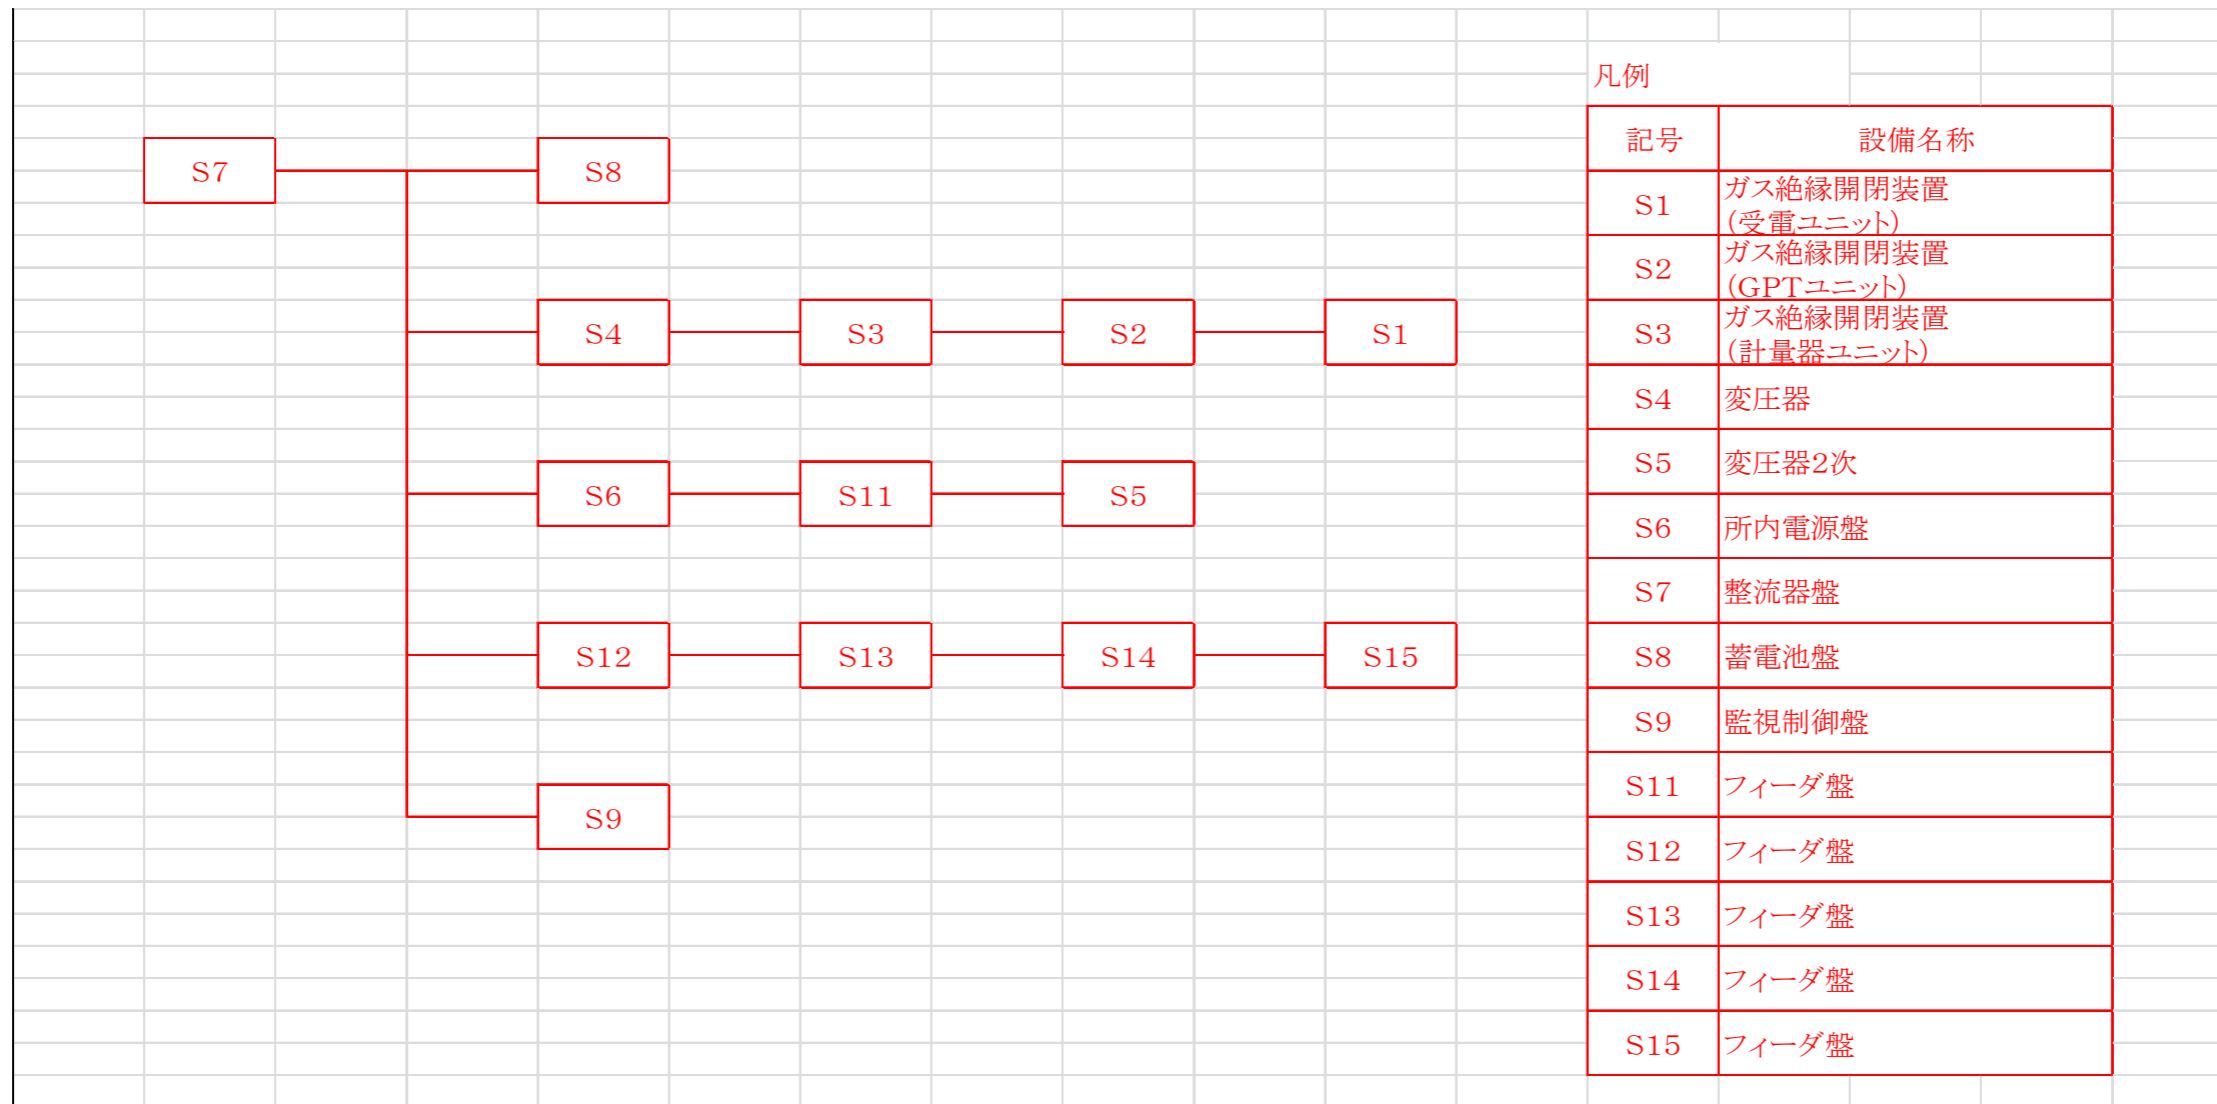 凡例
S7
S8
S4
S3
S2
S1
S6
S11
S5
S12
S13
S14
S15
S9
記号 設備名称
S1 ガス絶縁開閉装置
(受電ユニット)
S2 ガス絶縁開閉装置
(GPTユニット)
S3 ガス絶縁開閉装置
(計量器ユニット)
S4 変圧器
S5 変圧器2次
S6 所内電源盤
S7 整流器盤
S8 蓄電池盤
S9 監視制御盤
S11 フィーダ盤
S12 フィーダ盤
S13 フィーダ盤
S14 フィーダ盤
S15 フィーダ盤